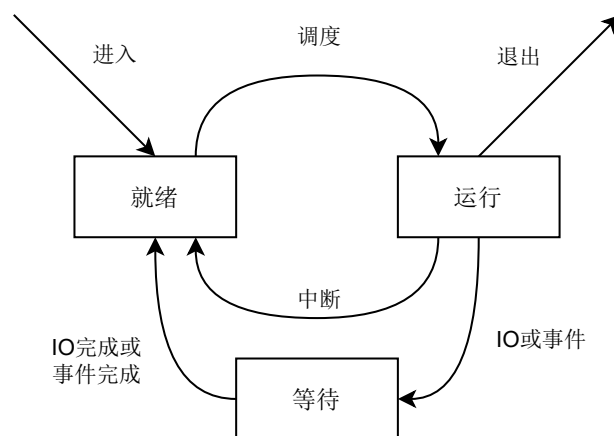 进入
调度
退出
就绪
运行
中断
IO完成或
事件完成
IO或事件
等待